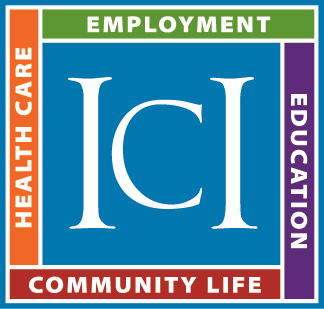 EMPLOYMENT
HEALTH CARE
ICI
EDUCATION
COMMUNITY LIFE